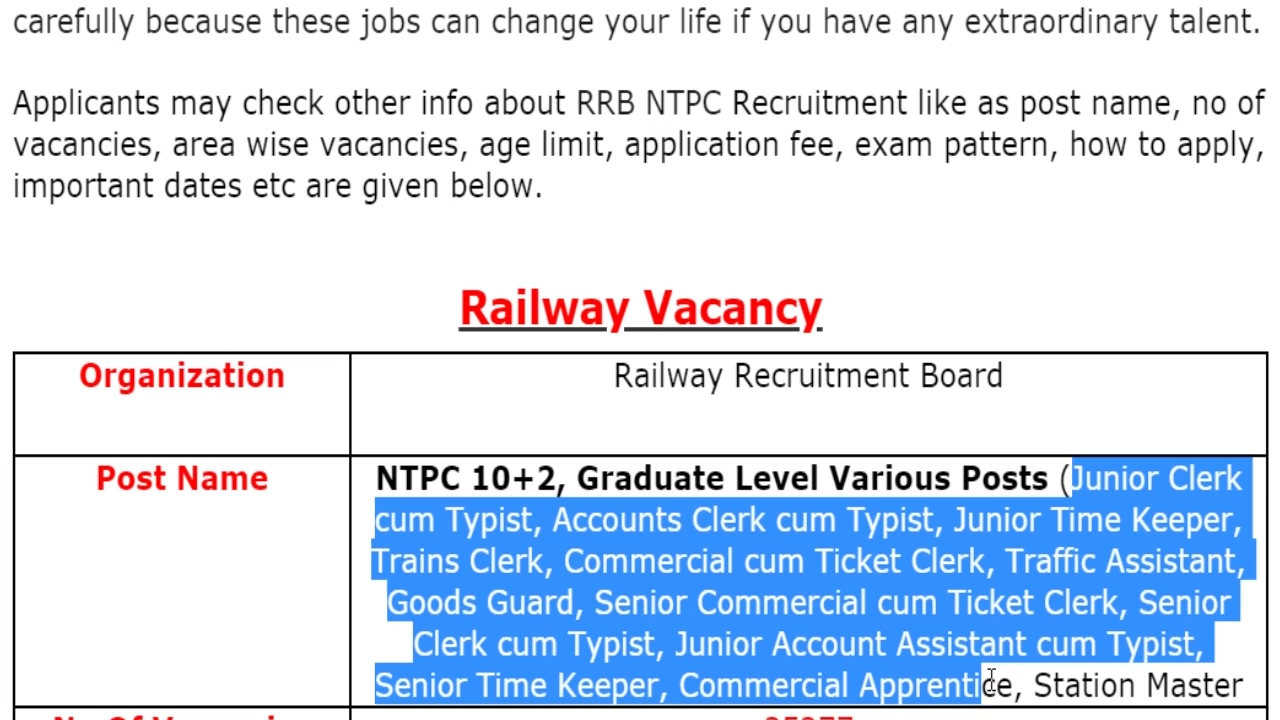 carefully because these jobs can change your life if you have any extraordinary talent.
Applicants may check other info about RRB NTPC Recruitment like as post name, no of
vacancies, area wise vacancies, age limit, application fee, exam pattern, how to apply,
important dates etc are given below.
Railway Vacancy
Organization
Railway Recruitment Board
Post Name
NTPC 10+2, Graduate Level Various Posts (Junior Clerk
cum Typist, Accounts Clerk cum Typist, Junior Time Keeper,
Trains Clerk, Commercial cum Ticket Clerk, Traffic Assistant,
Goods Guard, Senior Commercial cum Ticket Clerk, Senior
Clerk cum Typist, Junior Account Assistant cum Typist,
Senior Time Keeper, Commercial Apprentice, Station Master